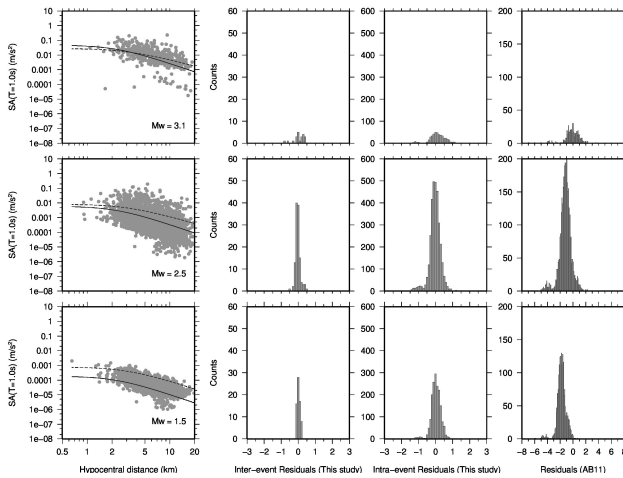 SA(T=1.0s) (m/s²)
1
0.1
0.01
0.001
0.0001
1e-05
1e-06
1e-07
1e-08
Mw = 3.1
Counts
60
50
40
30
20
10
0
600
500
400
300
200
100
0
200
150
100
50
0
SA(T=1.0s) (m/s²)
1
0.1
0.01
0.001
0.0001
1e-05
1e-06
1e-07
1e-08
Mw = 2.5
Counts
60
50
40
30
20
10
0
600
500
400
300
200
100
0
200
150
100
50
0
SA(T=1.0s) (m/s²)
1
0.1
0.01
0.001
0.0001
1e-05
1e-06
1e-07
1e-08
Mw = 1.5
0.5 1 2 5 10 20
Hypocentral distance (km)
Counts
60
50
40
30
20
10
0
-3 -2 -1 0 1 2 3
Inter-event Residuals (This study)
600
500
400
300
200
100
0
-3 -2 -1 0 1 2 3
Intra-event Residuals (This study)
200
150
100
50
0
-8 -6 -4 -2 0 2 4 6 8
Residuals (AB11)